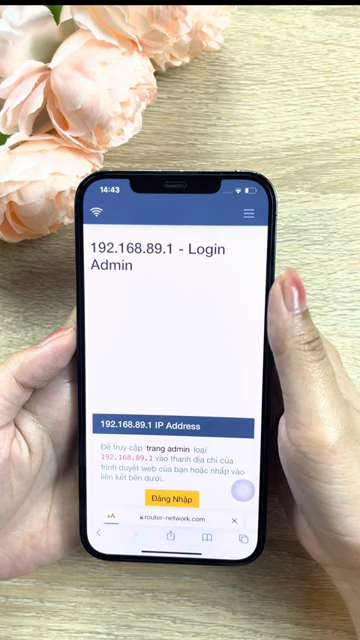 14:43
192.168.89.1 - Login
Admin
192.168.89.1 IP Address
Để truy cập trang admin loại
192.168.89.1 vào thanh địa chỉ của
trình duyệt web của bạn hoặc nhấp vào
liên kết bên dưới.
Đăng Nhập
AA router-network.com